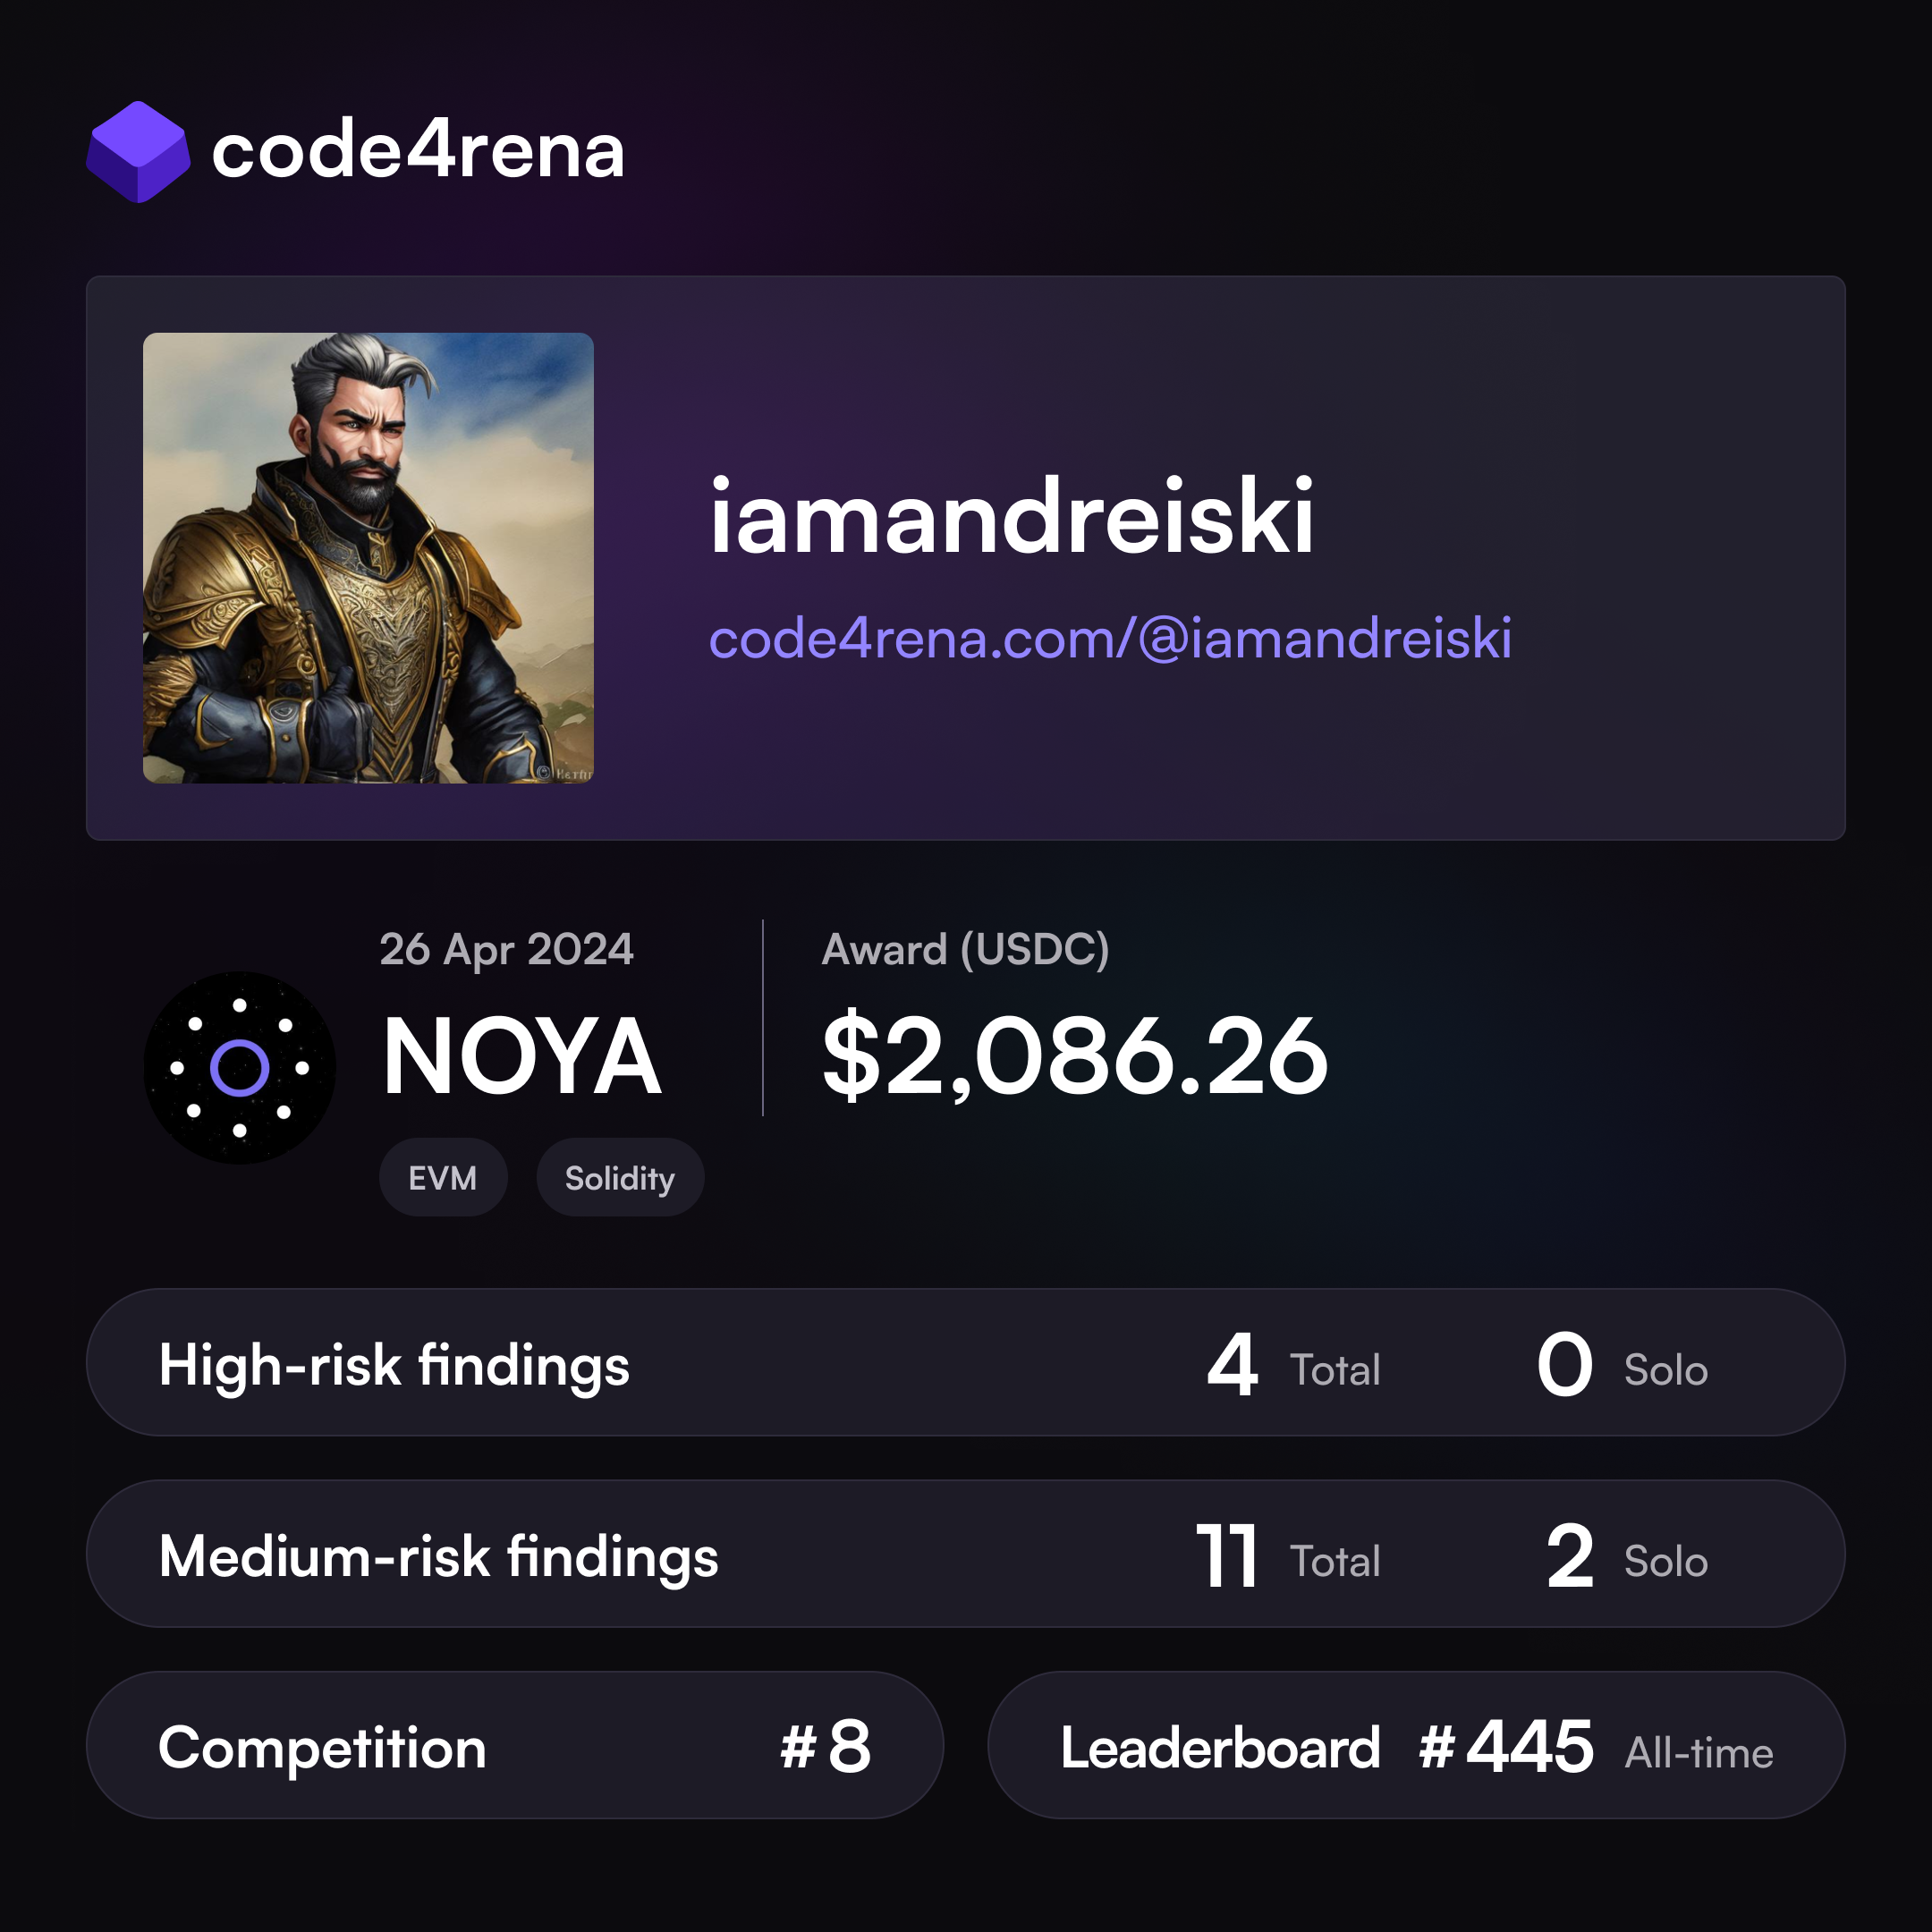 code4rena
iamandreiski
code4rena.com/@iamandreiski
26 Apr 2024
NOYA
EVM Solidity
Award (USDC)
$2,086.26
High-risk findings 4 Total 0 Solo
Medium-risk findings 11 Total 2 Solo
Competition #8
Leaderboard #445 All-time